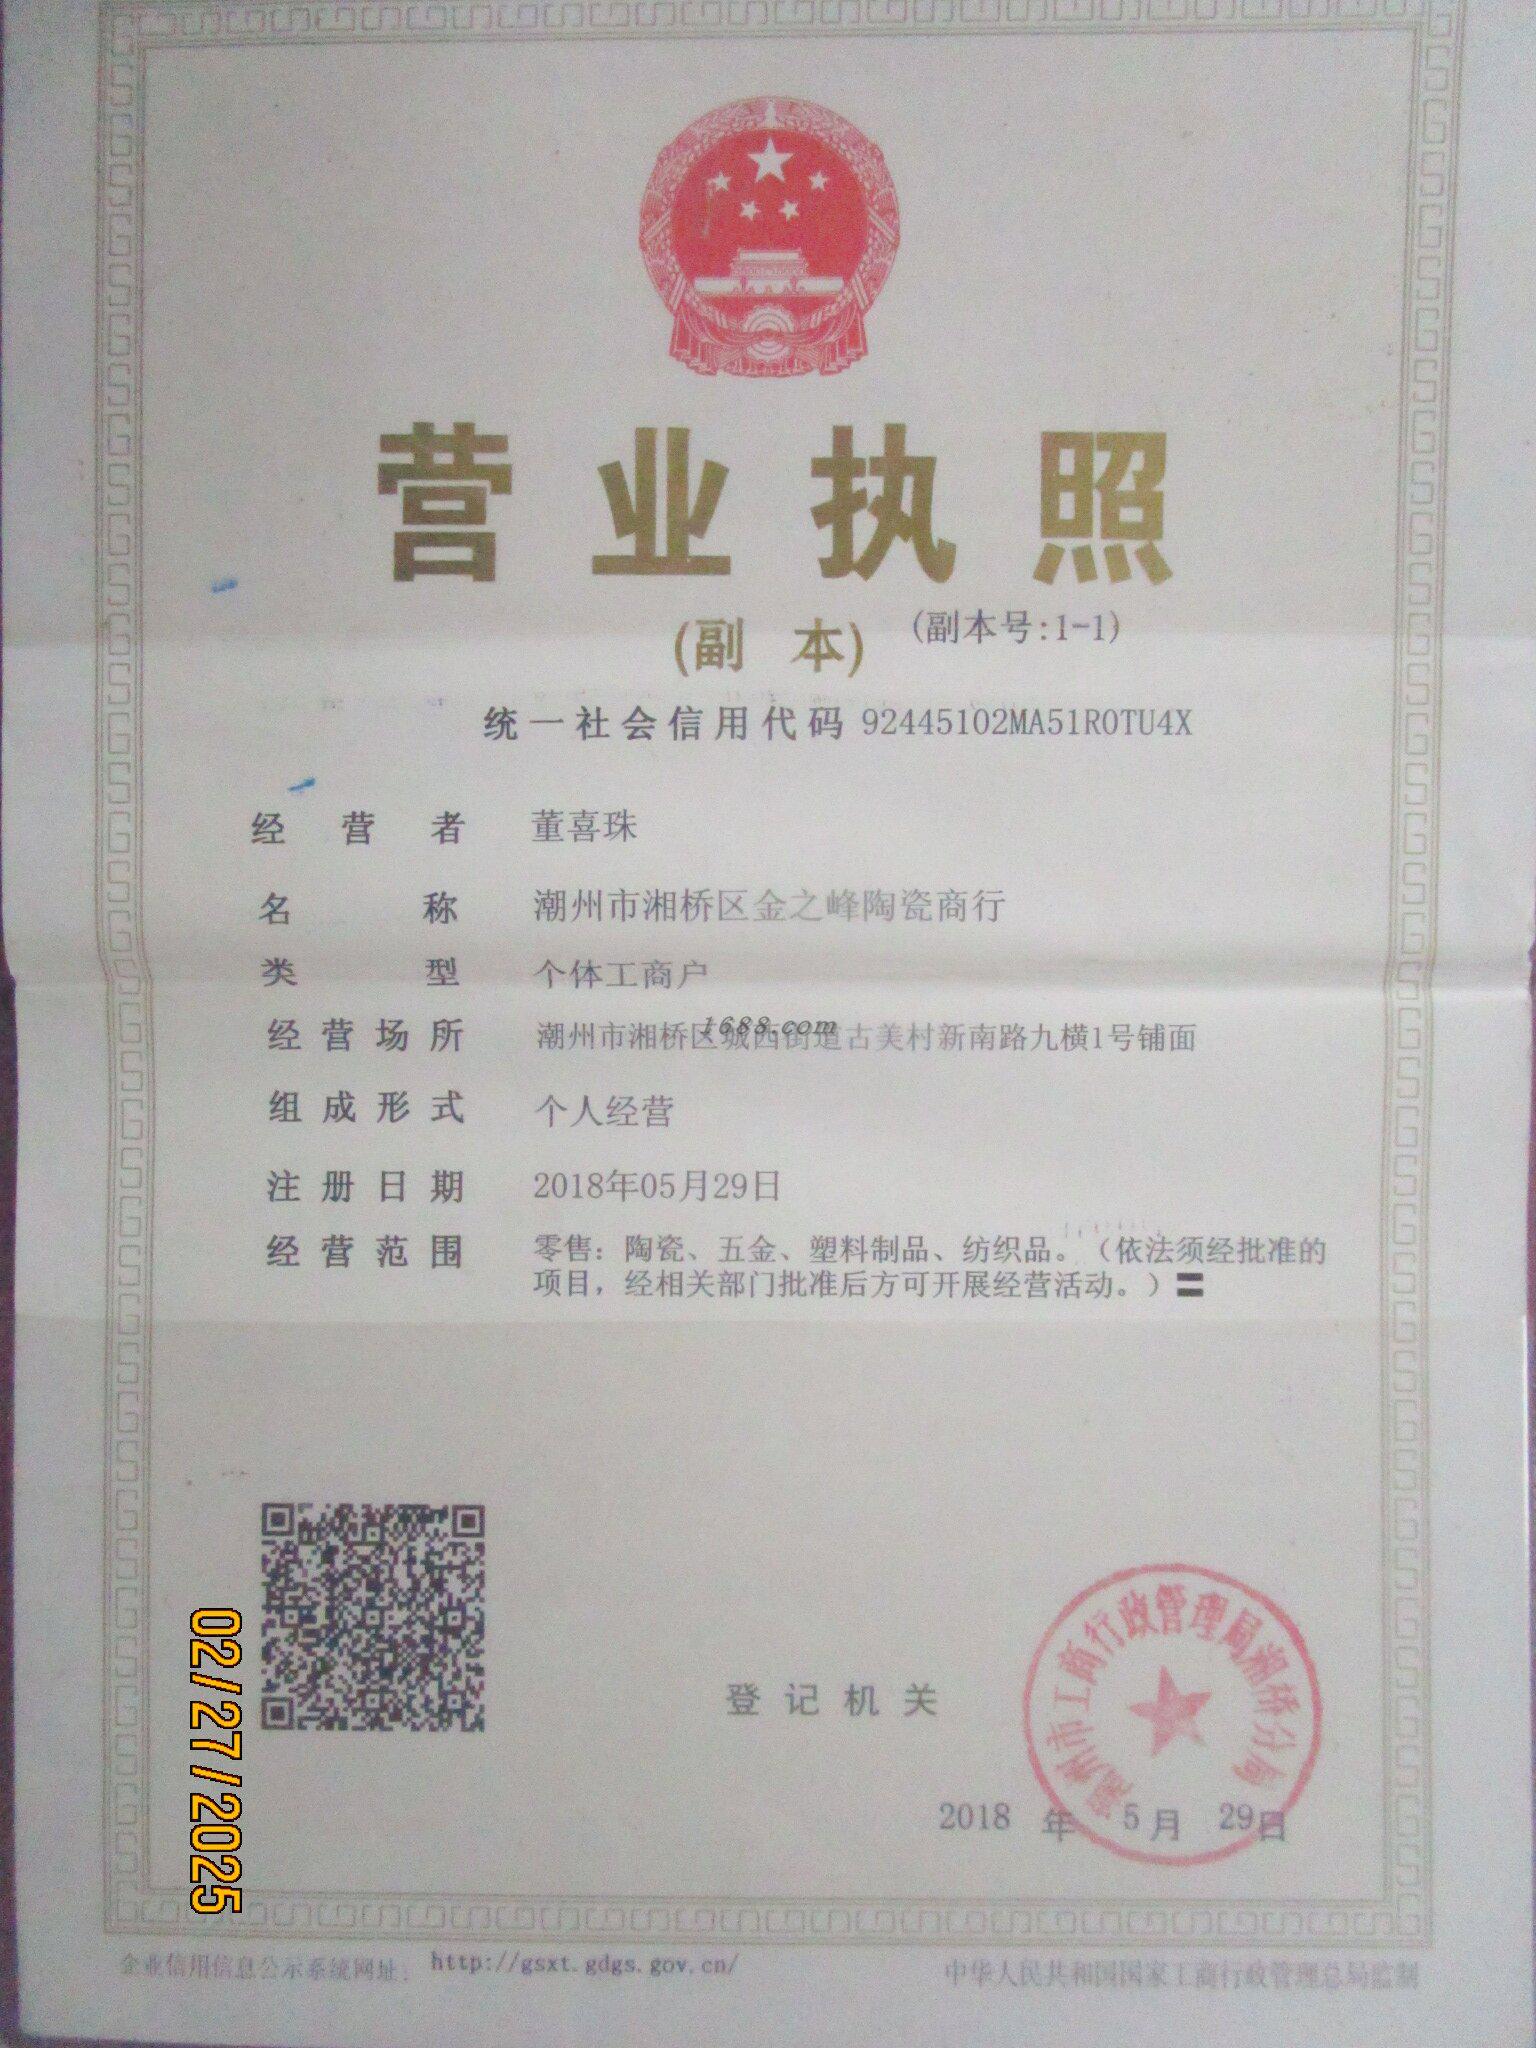 营业执照
(副 本) (副本号:1-1)
统一社会信用代码 92445102MA51R0TU4X
经营者 董喜珠
名称 潮州市湘桥区金之峰陶瓷商行
类型 个体工商户
1688.com
经营场所 潮州市湘桥区城西街道古美村新南路九横1号铺面
组成形式 个人经营
注册日期 2018年05月29日
经营范围 零售：陶瓷、五金、塑料制品、纺织品。（依法须经批准的
项目，经相关部门批准后方可开展经营活动。）〓
登记机关
潮州市工商行政管理局湘桥分局
2018 年 5 月 29 日
02/27/2025
企业信用信息公示系统网址： http://gsxt.gdgs.gov.cn/
中华人民共和国国家工商行政管理总局监制